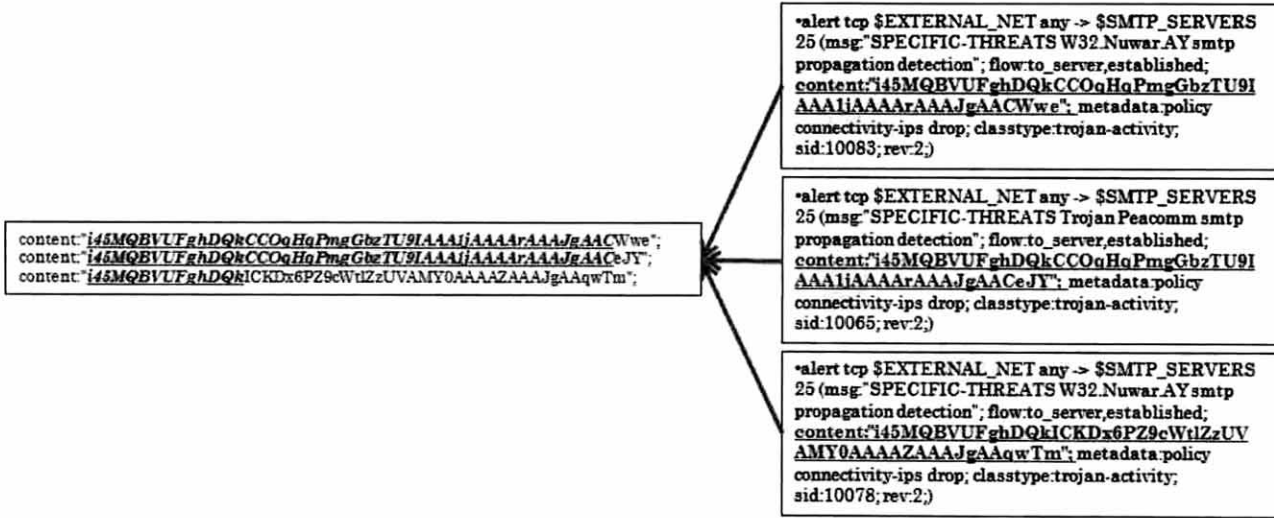 content:"i45MQBVUFghDQkCCOqHqPmgGbzTU9IAAA1jAAAArAAAJgAACWwe";
content:"i45MQBVUFghDQkCCOqHqPmgGbzTU9IAAA1jAAAArAAAJgAACeJY";
content:"i45MQBVUFghDQkICKDx6PZ9cWtlZzUVAMY0AAAAZAAAJgAAqwTm";
•alert tcp $EXTERNAL_NET any -> $SMTP_SERVERS
25 (msg:"SPECIFIC-THREATS W32.Nuwar.AY smtp
propagation detection"; flow:to_server,established;
content:"i45MQBVUFghDQkCCOqHqPmgGbzTU9I
AAA1jAAAArAAAJgAACWwe"; metadata:policy
connectivity-ips drop; classtype:trojan-activity;
sid:10083; rev:2;)
•alert tcp $EXTERNAL_NET any -> $SMTP_SERVERS
25 (msg:"SPECIFIC-THREATS Trojan Peacomm smtp
propagation detection"; flow:to_server,established;
content:"i45MQBVUFghDQkCCOqHqPmgGbzTU9I
AAA1jAAAArAAAJgAACeJY"; metadata:policy
connectivity-ips drop; classtype:trojan-activity;
sid:10065; rev:2;)
•alert tcp $EXTERNAL_NET any -> $SMTP_SERVERS
25 (msg:"SPECIFIC-THREATS W32.Nuwar.AY smtp
propagation detection"; flow:to_server,established;
content:"i45MQBVUFghDQkICKDx6PZ9cWtlZzUV
AMY0AAAAZAAAJgAAqwTm"; metadata:policy
connectivity-ips drop; classtype:trojan-activity;
sid:10078; rev:2;)